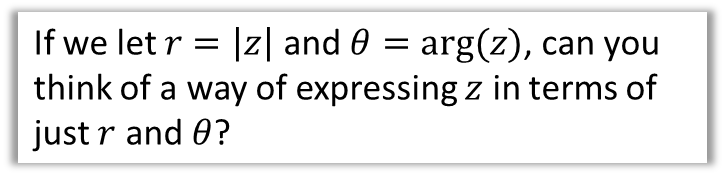 If we let 𝑟 = |𝑧| and 𝜃 = arg(𝑧), can you
think of a way of expressing 𝑧 in terms of
just 𝑟 and 𝜃?